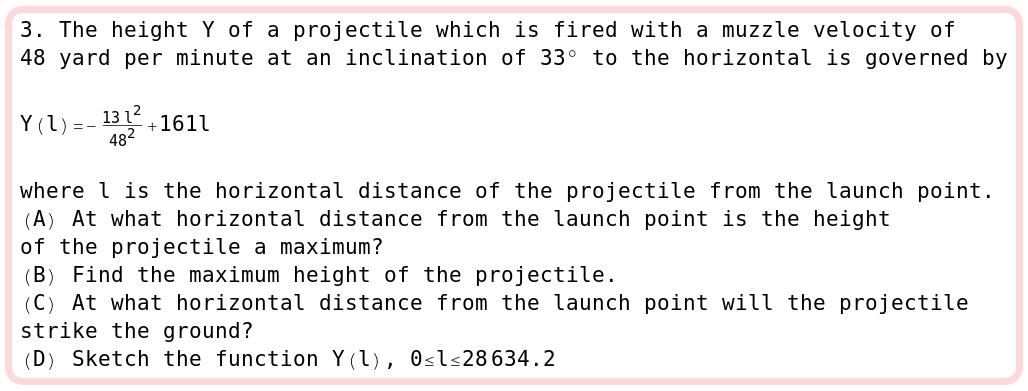 3. The height Y of a projectile which is fired with a muzzle velocity of
48 yard per minute at an inclination of 33° to the horizontal is governed by
Y(l)=-\frac{13 l^2}{48^2}+161l
where l is the horizontal distance of the projectile from the launch point.
(A) At what horizontal distance from the launch point is the height
of the projectile a maximum?
(B) Find the maximum height of the projectile.
(C) At what horizontal distance from the launch point will the projectile
strike the ground?
(D) Sketch the function Y(l), 0≤l≤28634.2